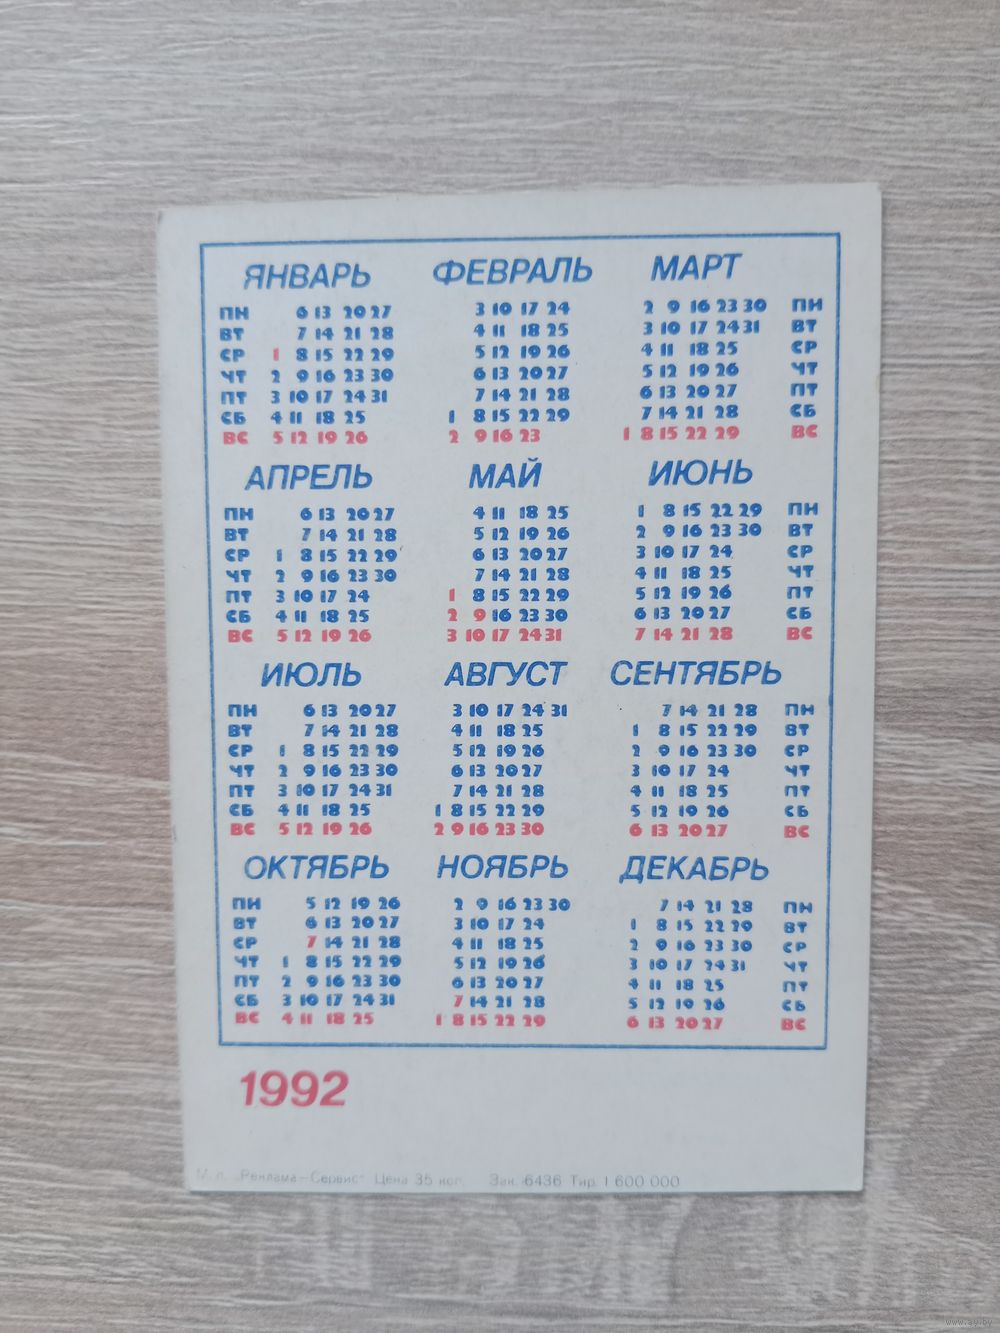 ЯНВАРЬ ФЕВРАЛЬ МАРТ
ПН 6 13 20 27 3 10 17 24 2 9 16 23 30 ПН
ВТ 7 14 21 28 4 11 18 25 3 10 17 24 31 ВТ
СР 1 8 15 22 29 5 12 19 26 4 11 18 25 СР
ЧТ 2 9 16 23 30 6 13 20 27 5 12 19 26 ЧТ
ПТ 3 10 17 24 31 7 14 21 28 6 13 20 27 ПТ
СБ 4 11 18 25 1 8 15 22 29 7 14 21 28 СБ
ВС 5 12 19 26 2 9 16 23 1 8 15 22 29 ВС
АПРЕЛЬ МАЙ ИЮНЬ
ПН 6 13 20 27 4 11 18 25 1 8 15 22 29 ПН
ВТ 7 14 21 28 5 12 19 26 2 9 16 23 30 ВТ
СР 1 8 15 22 29 6 13 20 27 3 10 17 24 СР
ЧТ 2 9 16 23 30 7 14 21 28 4 11 18 25 ЧТ
ПТ 3 10 17 24 1 8 15 22 29 5 12 19 26 ПТ
СБ 4 11 18 25 2 9 16 23 30 6 13 20 27 СБ
ВС 5 12 19 26 3 10 17 24 31 7 14 21 28 ВС
ИЮЛЬ АВГУСТ СЕНТЯБРЬ
ПН 6 13 20 27 3 10 17 24 31 7 14 21 28 ПН
ВТ 7 14 21 28 4 11 18 25 1 8 15 22 29 ВТ
СР 1 8 15 22 29 5 12 19 26 2 9 16 23 30 СР
ЧТ 2 9 16 23 30 6 13 20 27 3 10 17 24 ЧТ
ПТ 3 10 17 24 31 7 14 21 28 4 11 18 25 ПТ
СБ 4 11 18 25 1 8 15 22 29 5 12 19 26 СБ
ВС 5 12 19 26 2 9 16 23 30 6 13 20 27 ВС
ОКТЯБРЬ НОЯБРЬ ДЕКАБРЬ
ПН 5 12 19 26 2 9 16 23 30 7 14 21 28 ПН
ВТ 6 13 20 27 3 10 17 24 1 8 15 22 29 ВТ
СР 7 14 21 28 4 11 18 25 2 9 16 23 30 СР
ЧТ 1 8 15 22 29 5 12 19 26 3 10 17 24 31 ЧТ
ПТ 2 9 16 23 30 6 13 20 27 4 11 18 25 ПТ
СБ 3 10 17 24 31 7 14 21 28 5 12 19 26 СБ
ВС 4 11 18 25 1 8 15 22 29 6 13 20 27 ВС
1992
М. п. „Реклама—Сервис" Цена 35 коп. Зак. 6436 Тир. 1 600 000
www.ay.by